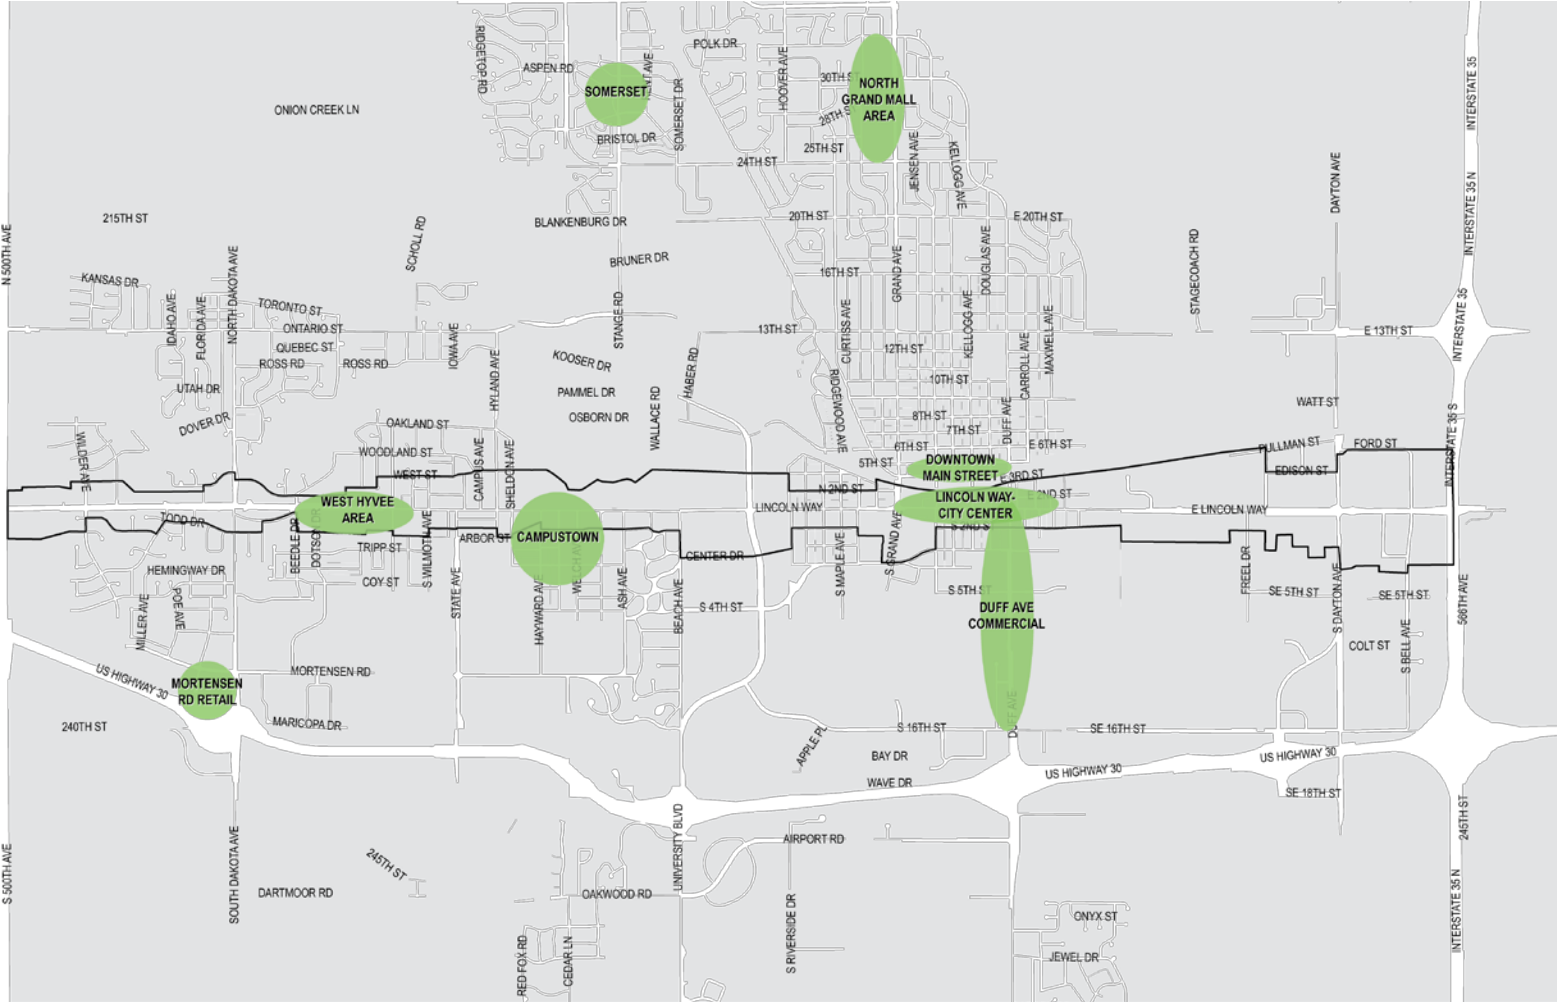 RIDGETOP RD
ASPEN RD
SOMERSET
SOMERSET DR
BRISTOL DR
POLK DR
HOOVER AVE
30TH ST
NORTH
GRAND MALL
AREA
28TH S
25TH ST
24TH ST
JENSEN AVE
KELLOGG AVE
INTERSTATE 35
INTERSTATE 35 N
DAYTON AVE
ONION CREEK LN
215TH ST
N 500TH AVE
SCHOLL RD
BLANKENBURG DR
BRUNER DR
20TH ST
E 20TH ST
DOUGLAS AVE
16TH ST
GRAND AVE
STAGECOACH RD
KANSAS DR
IDAHO AVE
FLORIDA AVE
NORTH DAKOTA AVE
TORONTO ST
ONTARIO ST
QUEBEC ST
ROSS RD
ROSS RD
IOWA AVE
HYLAND AVE
STANGE RD
13TH ST
CURTISS AVE
12TH ST
KELLOGG AVE
CARROLL AVE
MAXWELL AVE
E 13TH ST
INTERSTATE 35
UTAH DR
DOVER DR
KOOSER DR
PAMMEL DR
OSBORN DR
WALLACE RD
HABER RD
RIDGEWOOD AVE
10TH ST
8TH ST
7TH ST
6TH ST
5TH ST
DUFF AVE
E 6TH ST
WATT ST
PULLMAN ST
FORD ST
EDISON ST
INTERSTATE 35 S
OAKLAND ST
WOODLAND ST
WEST ST
WILDER AVE
CAMPUS AVE
SHELDON AVE
DOWNTOWN
MAIN STREET
E 3RD ST
N 2ND ST
E 2ND ST
LINCOLN WAY
LINCOLN WAY-
CITY CENTER
E LINCOLN WAY
S 2ND S
WEST HYVEE
AREA
TODD DR
BEEDLE DR
DOTSON D
TRIPP ST
COY ST
S WILMOTH AVE
ARBOR ST
CAMPUSTOWN
CENTER DR
S GRAND AVE
S MAPLE AVE
HEMINGWAY DR
MILLER AVE
POE AVE
STATE AVE
HAYWARD AVE
WELCH AV
ASH AVE
BEACH AVE
S 4TH ST
S 5TH ST
DUFF AVE
COMMERCIAL
FREEL DR
SE 5TH ST
S DAYTON AVE
SE 5TH ST
566TH AVE
COLT ST
S BELL AVE
MORTENSEN
RD RETAIL
MORTENSEN RD
US HIGHWAY 30
MARICOPA DR
240TH ST
APPLE PL
S 16TH ST
DUFF AVE
SE 16TH ST
BAY DR
WAVE DR
US HIGHWAY 30
US HIGHWAY 30
SE 18TH ST
245TH ST
AIRPORT RD
UNIVERSITY BLVD
S 500TH AVE
SOUTH DAKOTA AVE
245TH ST
DARTMOOR RD
OAKWOOD RD
S RIVERSIDE DR
RED FOX RD
CEDAR LN
ONYX ST
JEWEL DR
INTERSTATE 35 N